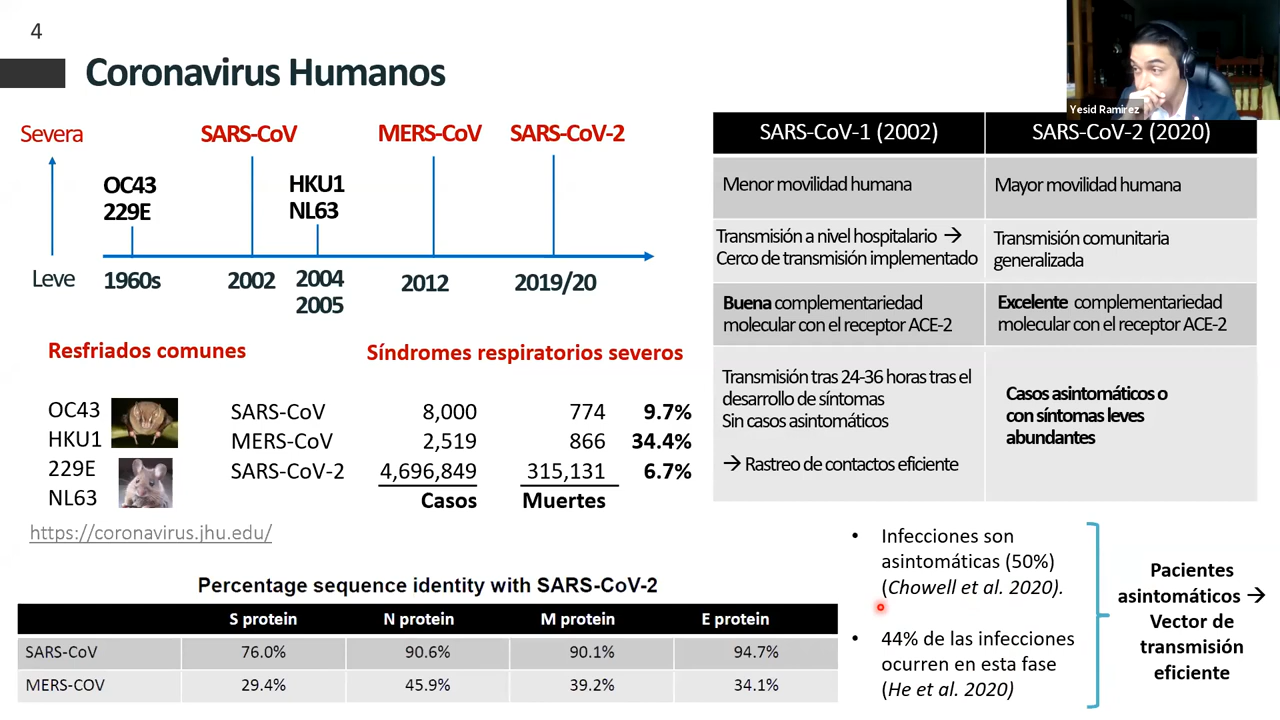 4
Coronavirus Humanos
Yesid Ramirez
Severa
SARS-CoV
MERS-CoV
SARS-CoV-2
OC43
229E
HKU1
NL63
Leve
1960s
2002
2004
2005
2012
2019/20
Resfriados comunes
Síndromes respiratorios severos
OC43
HKU1
229E
NL63
SARS-CoV 8,000 774 9.7%
MERS-CoV 2,519 866 34.4%
SARS-CoV-2 4,696,849 315,131 6.7%
Casos Muertes
https://coronavirus.jhu.edu/
Percentage sequence identity with SARS-CoV-2
S protein N protein M protein E protein
SARS-CoV 76.0% 90.6% 90.1% 94.7%
MERS-COV 29.4% 45.9% 39.2% 34.1%
SARS-CoV-1 (2002)
SARS-CoV-2 (2020)
Menor movilidad humana
Mayor movilidad humana
Transmisión a nivel hospitalario →
Cerco de transmisión implementado
Transmisión comunitaria
generalizada
Buena complementariedad
molecular con el receptor ACE-2
Excelente complementariedad
molecular con el receptor ACE-2
Transmisión tras 24-36 horas tras el
desarrollo de síntomas
Sin casos asintomáticos
→ Rastreo de contactos eficiente
Casos asintomáticos o
con síntomas leves
abundantes
• Infecciones son
asintomáticas (50%)
(Chowell et al. 2020).
• 44% de las infecciones
ocurren en esta fase
(He et al. 2020)
Pacientes
asintomáticos →
Vector de
transmisión
eficiente